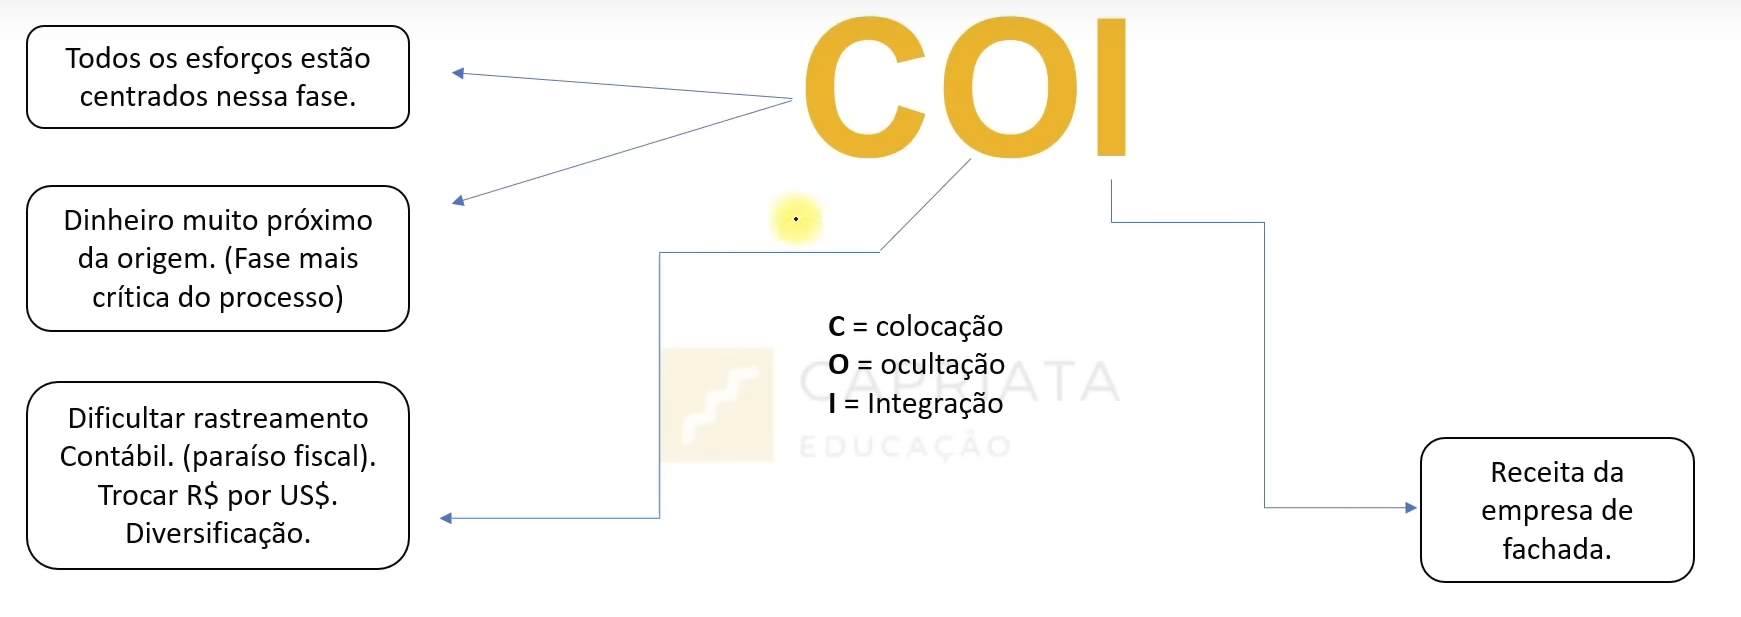 COI
Todos os esforços estão
centrados nessa fase.
Dinheiro muito próximo
da origem. (Fase mais
crítica do processo)
Dificultar rastreamento
Contábil. (paraíso fiscal).
Trocar R$ por US$.
Diversificação.
C = colocação
O = ocultação
I = Integração
CAPRIATA
EDUCAÇÃO
Receita da
empresa de
fachada.